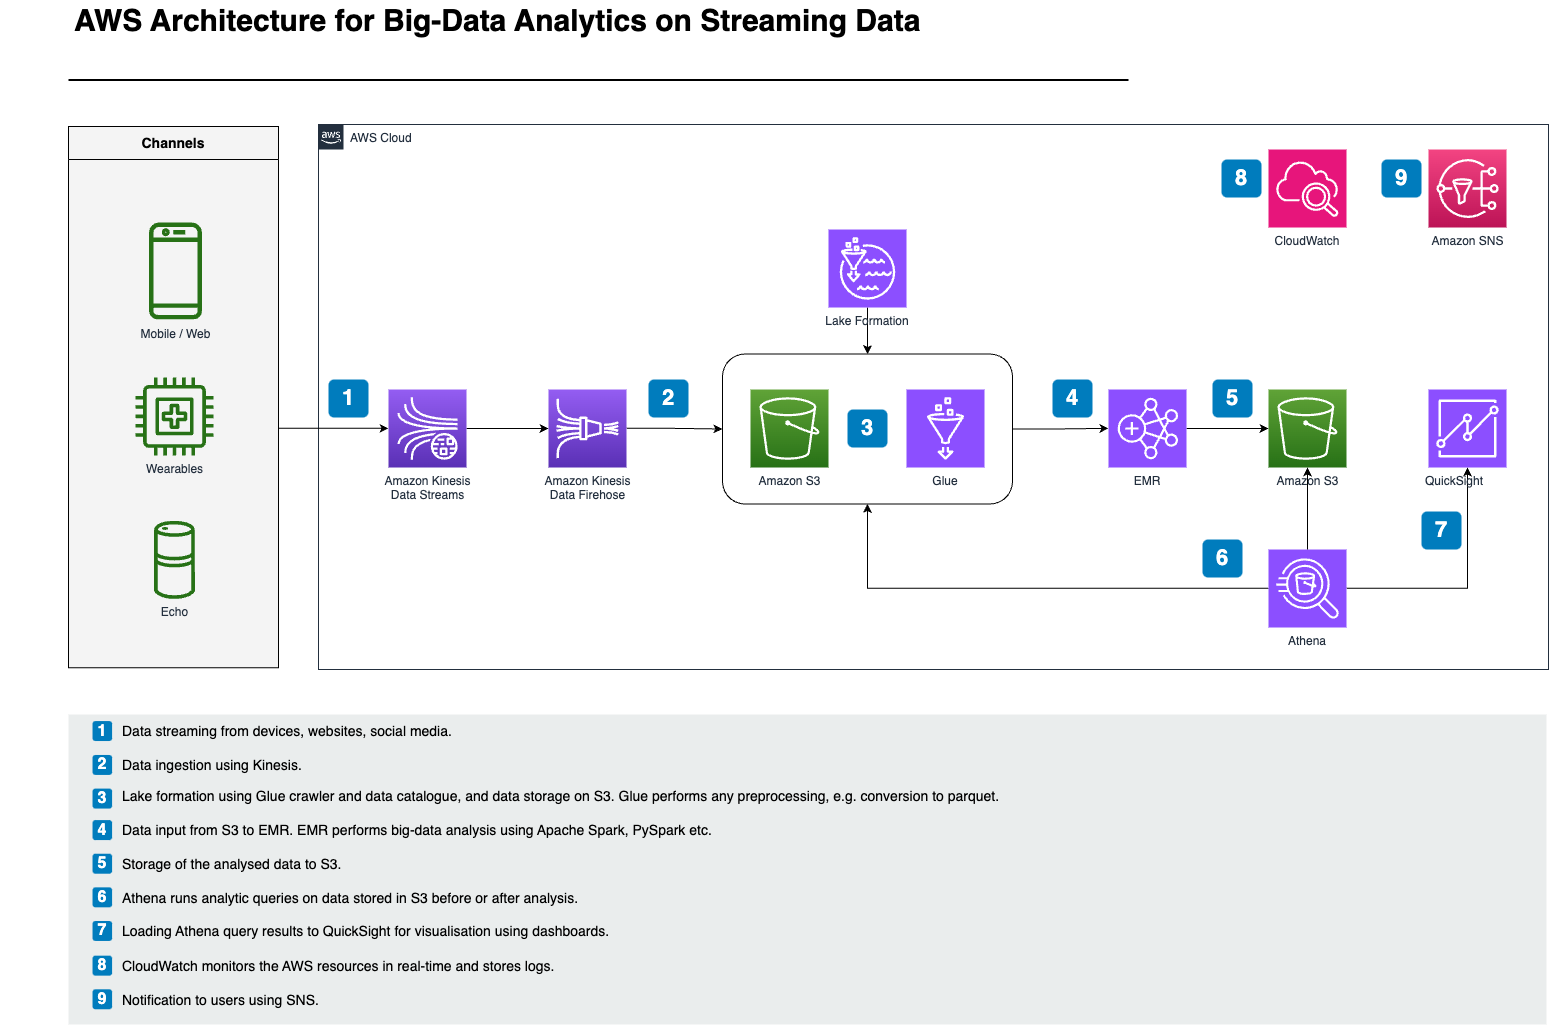 AWS Architecture for Big-Data Analytics on Streaming Data
Channels
Mobile / Web
Wearables
Echo
aws
AWS Cloud
8
CloudWatch
9
Amazon SNS
Lake Formation
1
Amazon Kinesis
Data Streams
Amazon Kinesis
Data Firehose
2
Amazon S3
3
Glue
4
EMR
5
Amazon S3
QuickSight
7
6
Athena
1 Data streaming from devices, websites, social media.
2 Data ingestion using Kinesis.
3 Lake formation using Glue crawler and data catalogue, and data storage on S3. Glue performs any preprocessing, e.g. conversion to parquet.
4 Data input from S3 to EMR. EMR performs big-data analysis using Apache Spark, PySpark etc.
5 Storage of the analysed data to S3.
6 Athena runs analytic queries on data stored in S3 before or after analysis.
7 Loading Athena query results to QuickSight for visualisation using dashboards.
8 CloudWatch monitors the AWS resources in real-time and stores logs.
9 Notification to users using SNS.